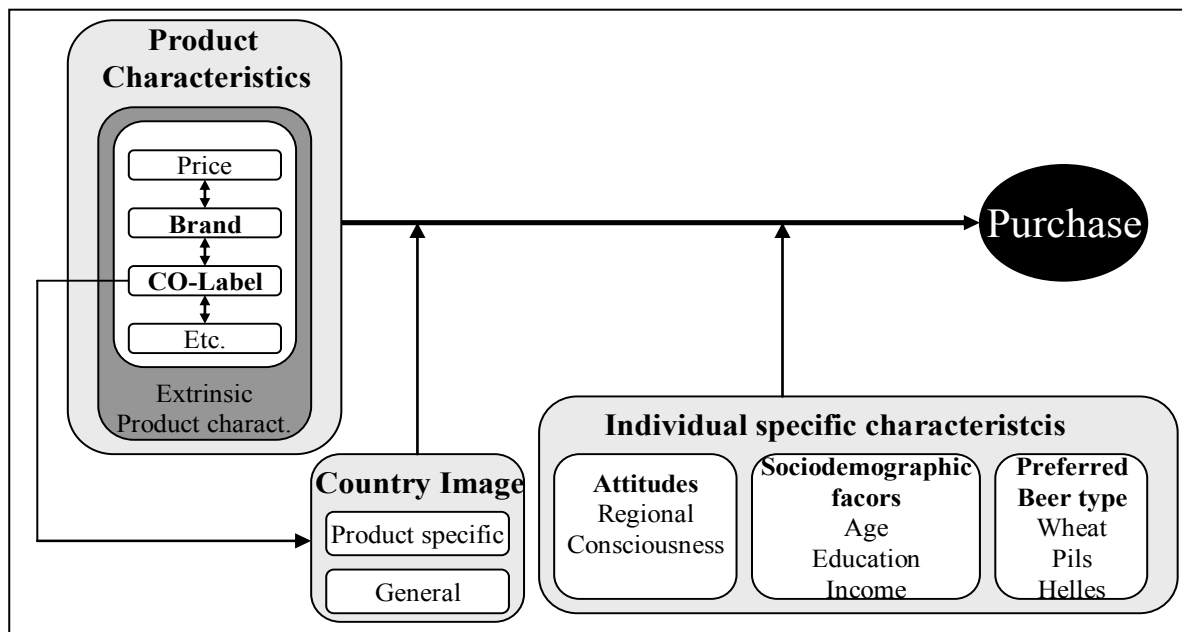 Product
Characteristics
Price
Brand
CO-Label
Etc.
Extrinsic
Product charact.
Purchase
Country Image
Product specific
General
Individual specific characteristcis
Attitudes
Regional
Consciousness
Sociodemographic
facors
Age
Education
Income
Preferred
Beer type
Wheat
Pils
Helles